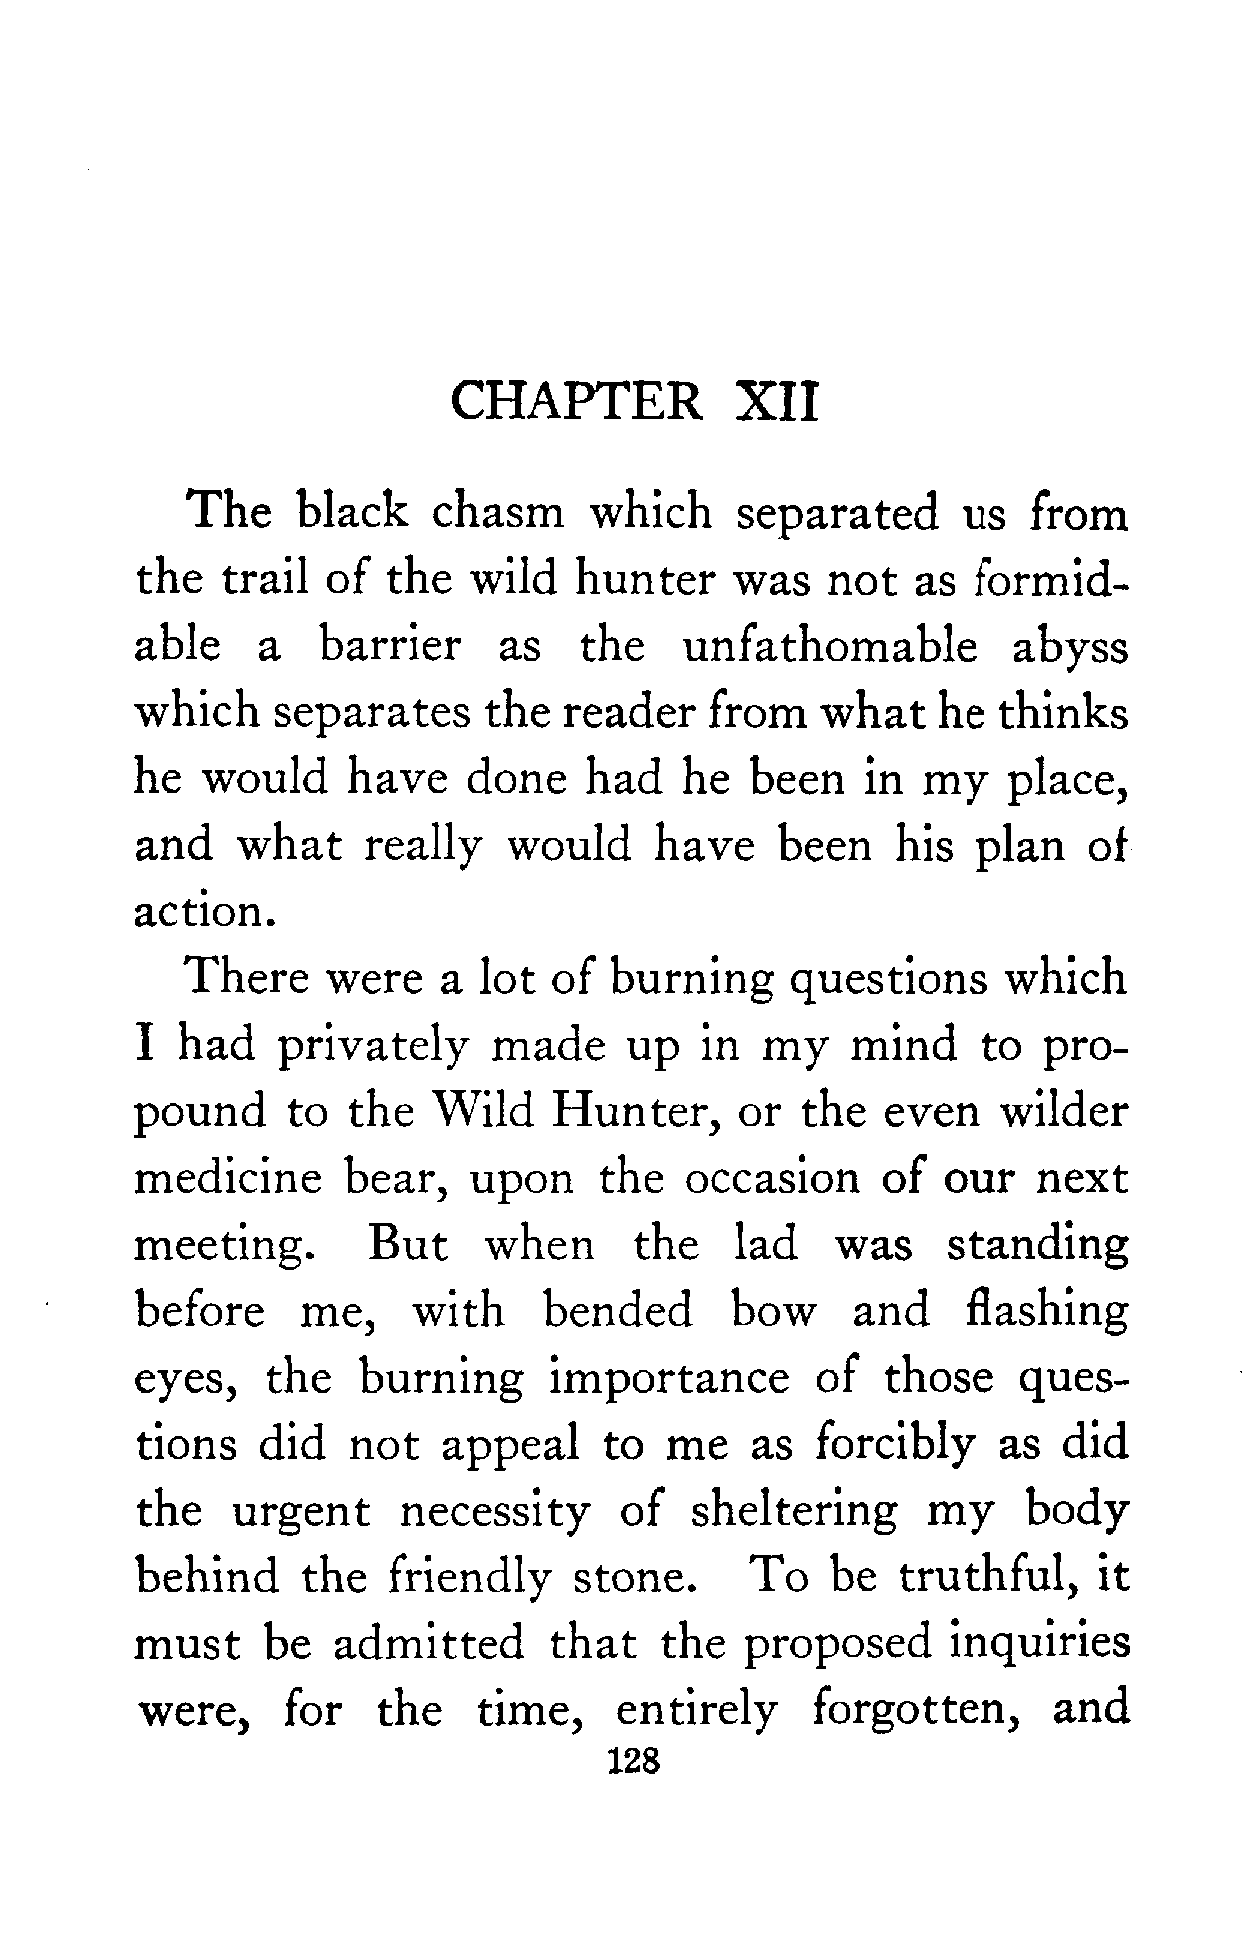 CHAPTER XII
The black chasm which separated us from
the trail of the wild hunter was not as formid-
able a barrier as the unfathomable abyss
which separates the reader from what he thinks
he would have done had he been in my place,
and what really would have been his plan of
action.
There were a lot of burning questions which
I had privately made up in my mind to pro-
pound to the Wild Hunter, or the even wilder
medicine bear, upon the occasion of our next
meeting. But when the lad was standing
before me, with bended bow and flashing
eyes, the burning importance of those ques-
tions did not appeal to me as forcibly as did
the urgent necessity of sheltering my body
behind the friendly stone. To be truthful, it
must be admitted that the proposed inquiries
were, for the time, entirely forgotten, and
128